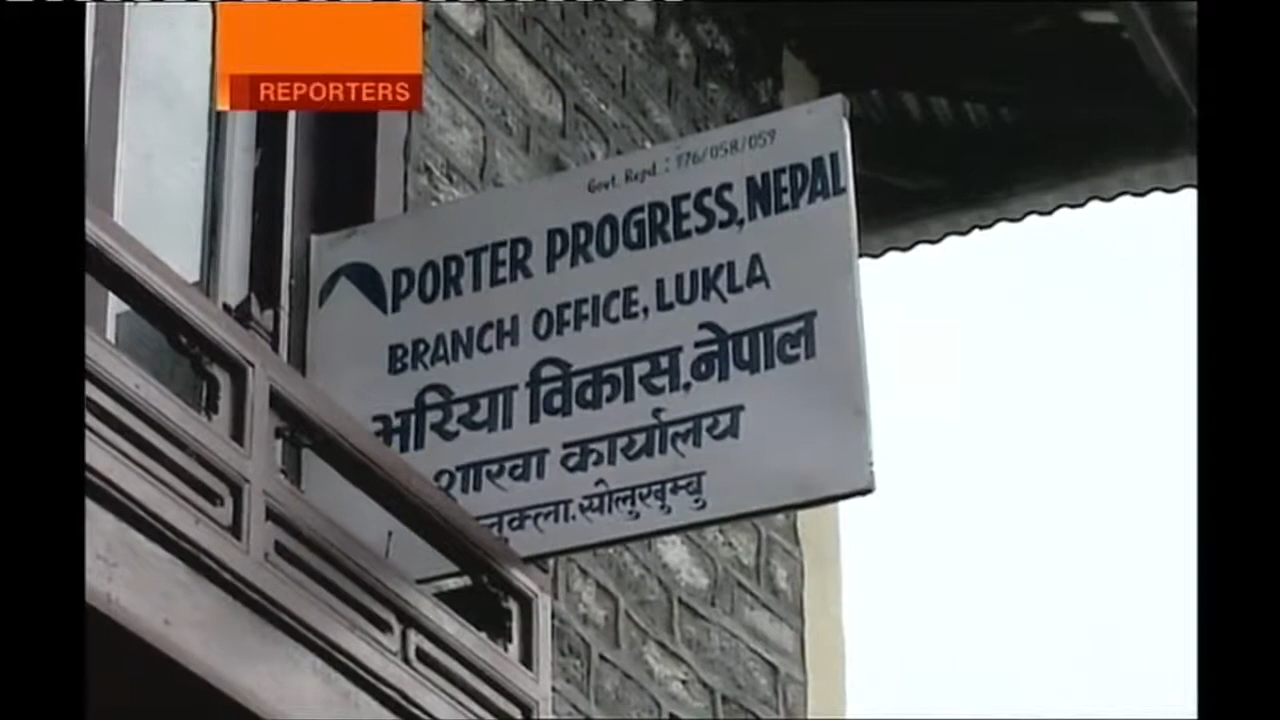 REPORTERS
Govt. Regd. : 176/058/059
PORTER PROGRESS, NEPAL
BRANCH OFFICE, LUKLA
भरिया विकास, नेपाल
शाखा कार्यालय
लुक्ला, सोलुखुम्बु